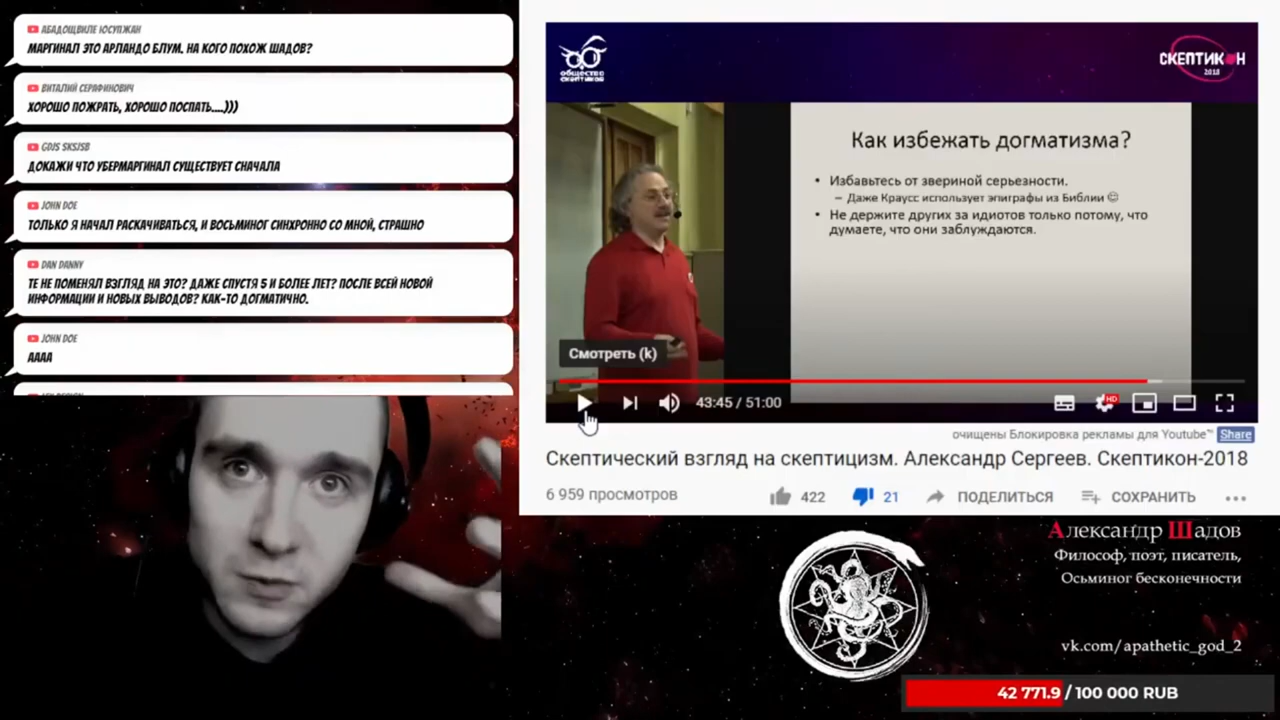 АБАДОЩВИЛЕ ЮСУПЖАН
МАРГИНАЛ ЭТО АРЛАНДО БЛУМ. НА КОГО ПОХОЖ ШАДОВ?
ВИТАЛИЙ СЕРАФИНОВИЧ
ХОРОШО ПОЖРАТЬ, ХОРОШО ПОСПАТЬ....)))
GDJS SKSJSB
ДОКАЖИ ЧТО УБЕРМАРГИНАЛ СУЩЕСТВУЕТ СНАЧАЛА
JOHN DOE
ТОЛЬКО Я НАЧАЛ РАСКАЧИВАТЬСЯ, И ВОСЬМИНОГ СИНХРОННО СО МНОЙ, СТРАШНО
DAN DANNY
ТЕ НЕ ПОМЕНЯЛ ВЗГЛЯД НА ЭТО? ДАЖЕ СПУСТЯ 5 И БОЛЕЕ ЛЕТ? ПОСЛЕ ВСЕЙ НОВОЙ
ИНФОРМАЦИИ И НОВЫХ ВЫВОДОВ? КАК-ТО ДОГМАТИЧНО.
JOHN DOE
АААА
общество
скептиков
СКЕПТИКОН
2018
Как избежать догматизма?
• Избавьтесь от звериной серьезности.
– Даже Краусс использует эпиграфы из Библии ☺
• Не держите других за идиотов только потому, что
думаете, что они заблуждаются.
Смотреть (k)
43:45 / 51:00
HD
очищены Блокировка рекламы для Youtube™ Share
Скептический взгляд на скептицизм. Александр Сергеев. Скептикон-2018
6 959 просмотров
422
21
ПОДЕЛИТЬСЯ
СОХРАНИТЬ
Александр Шадов
Философ, поэт, писатель,
Осьминог бесконечности
vk.com/apathetic_god_2
42 771.9 / 100 000 RUB